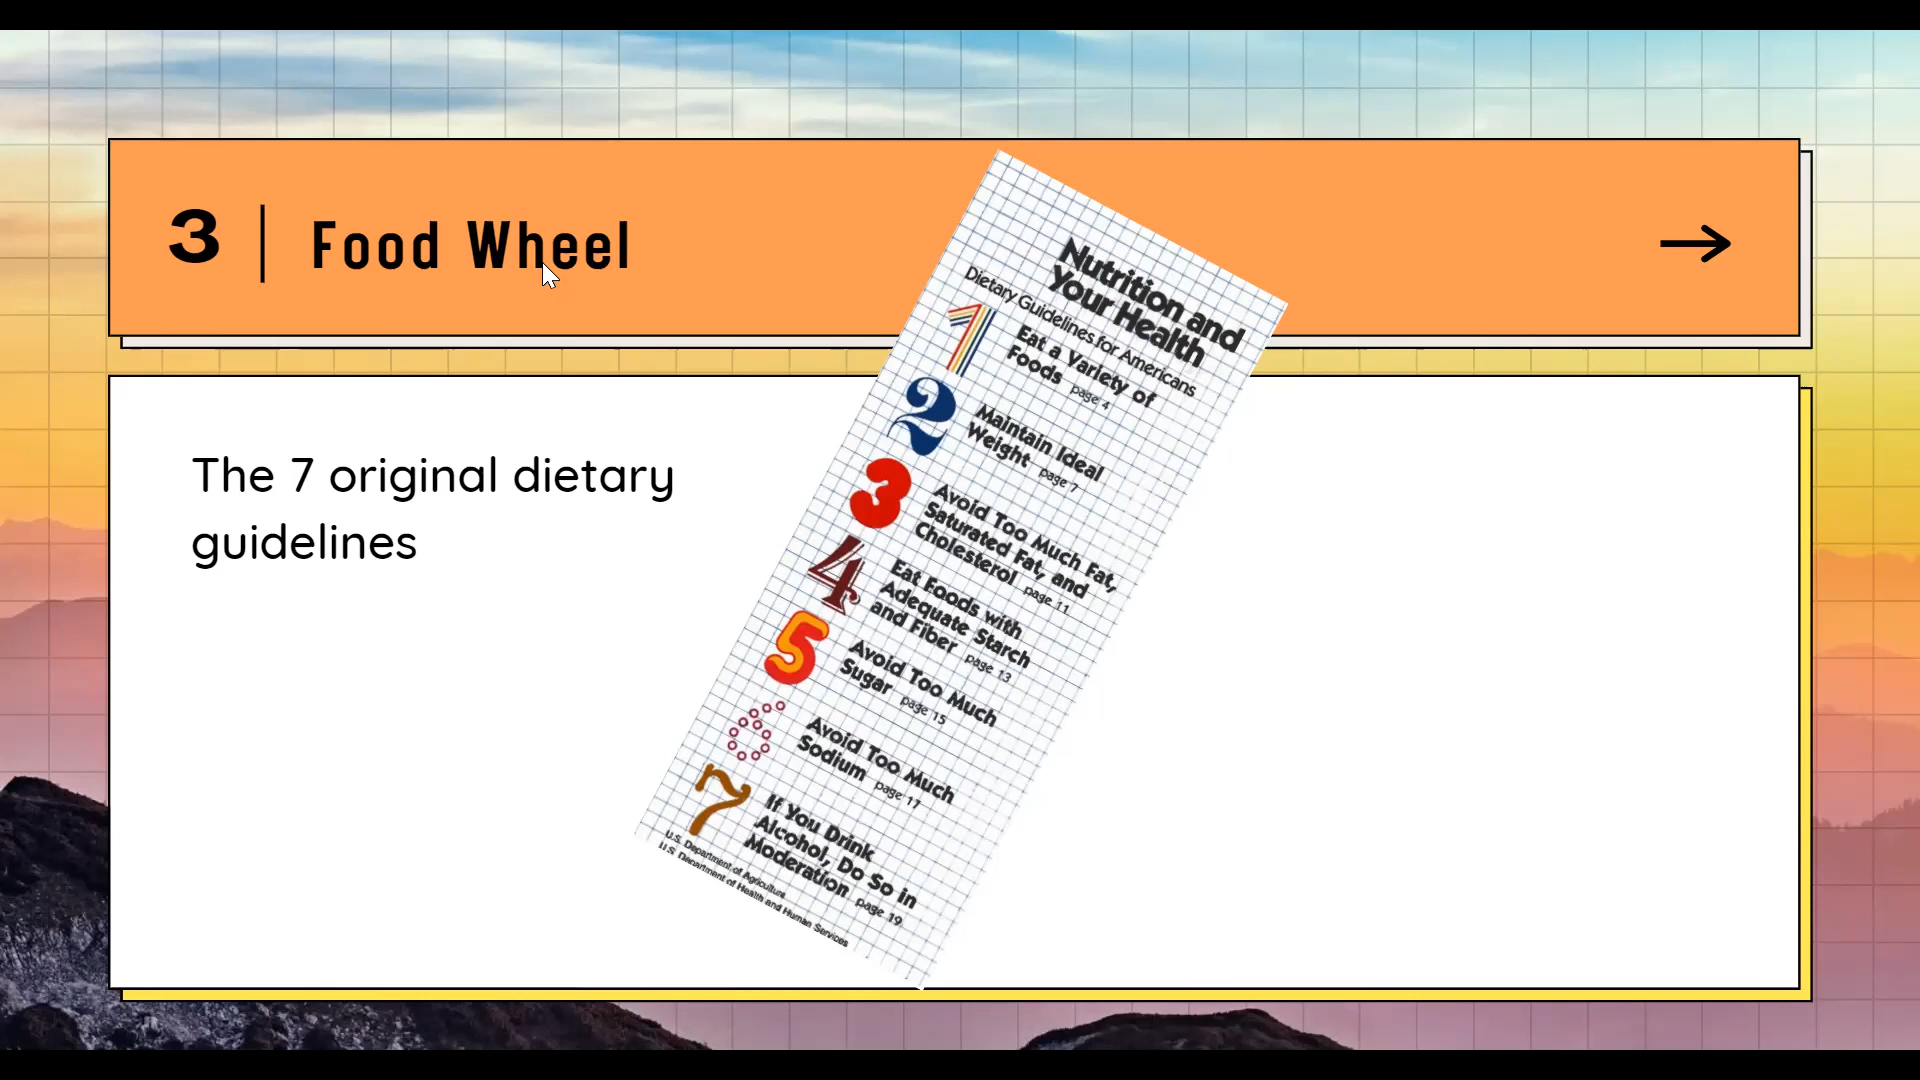 3 | Food Wheel
The 7 original dietary
guidelines
Nutrition and
Your Health
Dietary Guidelines for Americans
1 Eat a Variety of
Foods page 4
2 Maintain Ideal
Weight page 7
3 Avoid Too Much Fat,
Saturated Fat, and
Cholesterol page 11
4 Eat Foods with
Adequate Starch
and Fiber page 13
5 Avoid Too Much
Sugar page 15
6 Avoid Too Much
Sodium page 17
7 If You Drink
Alcohol, Do So in
Moderation page 19
U.S. Department of Agriculture
U.S. Department of Health and Human Services